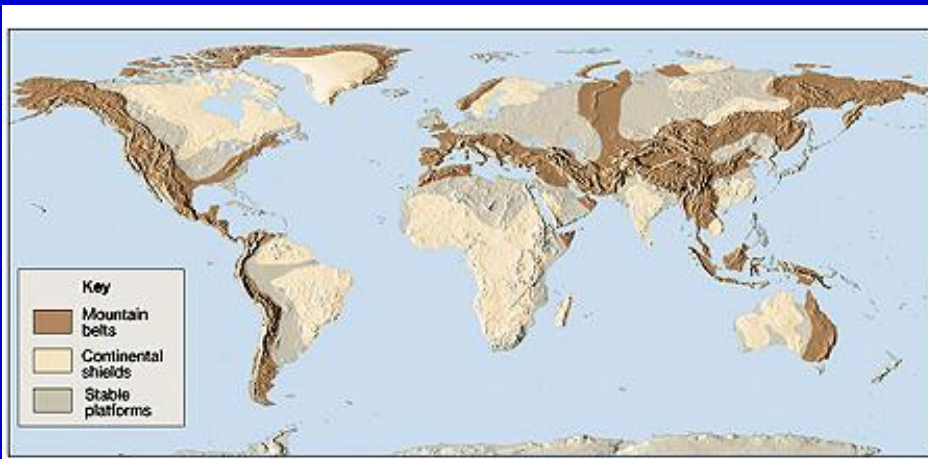 Key
Mountain
belts
Continental
shields
Stable
platforms